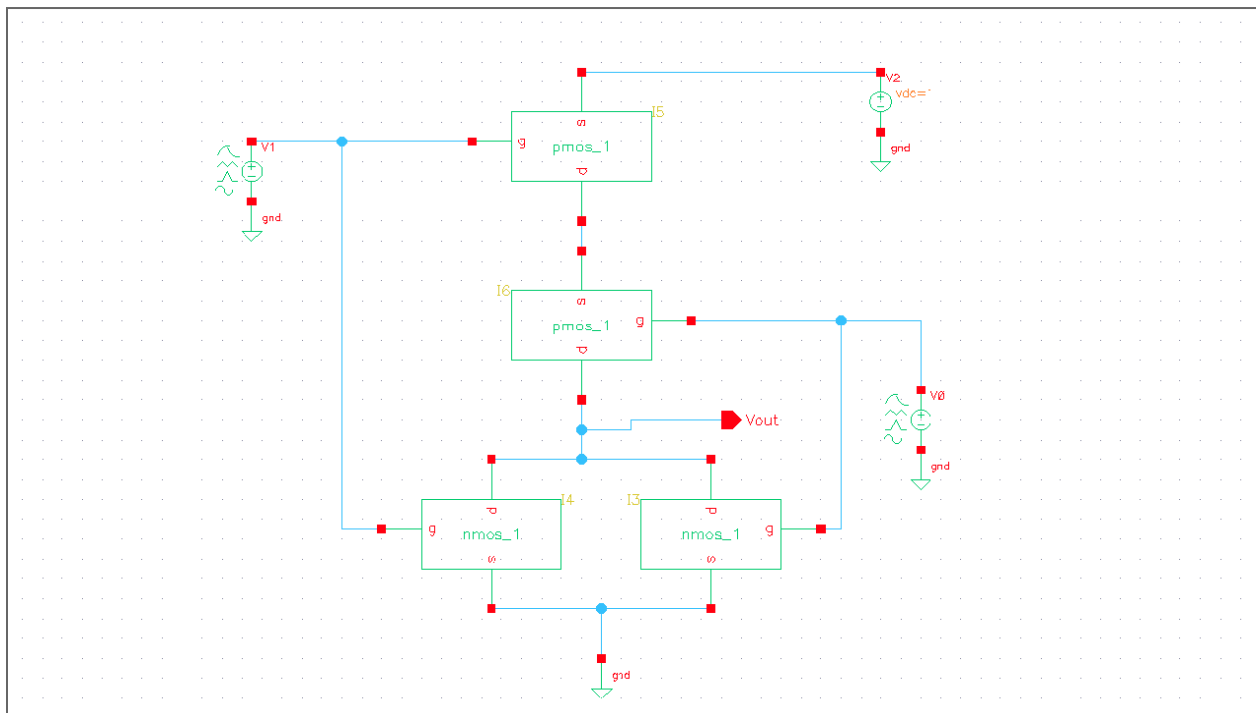 V2
vdc=
I5
s
g
pmos_1
d
gnd
V1
gnd
I6
s
g
pmos_1
d
V0
Vout
gnd
I4
I3
d
d
g
nmos_1
nmos_1
g
s
s
gnd